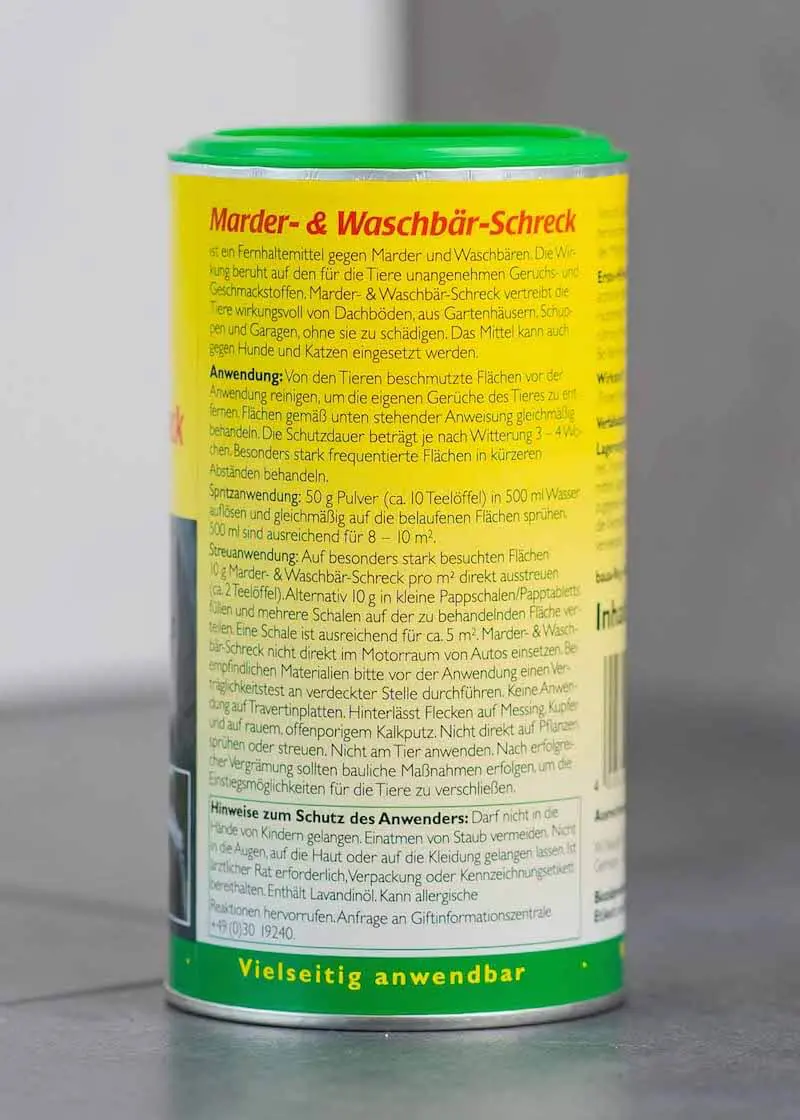 Marder- & Waschbär-Schreck
ist ein Fernhaltemittel gegen Marder und Waschbären. Die Wir-
kung beruht auf den für die Tiere unangenehmen Geruchs- und
Geschmackstoffen. Marder- & Waschbär-Schreck vertreibt die
Tiere wirkungsvoll von Dachböden, aus Gartenhäusern, Schup-
pen und Garagen, ohne sie zu schädigen. Das Mittel kann auch
gegen Hunde und Katzen eingesetzt werden.
Anwendung: Von den Tieren beschmutzte Flächen vor der
Anwendung reinigen, um die eigenen Gerüche des Tieres zu ent
fernen. Flächen gemäß unten stehender Anweisung gleichmäßig
behandeln. Die Schutzdauer beträgt je nach Witterung 3 – 4 Wo-
chen. Besonders stark frequentierte Flächen in kürzeren
Abständen behandeln.
Spritzanwendung: 50 g Pulver (ca. 10 Teelöffel) in 500 ml Wasser
auflösen und gleichmäßig auf die belaufenen Flächen sprühen.
500 ml sind ausreichend für 8 – 10 m².
Streuanwendung: Auf besonders stark besuchten Flächen
10 g Marder- & Waschbär-Schreck pro m² direkt ausstreuen
(ca. 2 Teelöffel). Alternativ 10 g in kleine Pappschalen/Papptabletts
füllen und mehrere Schalen auf der zu behandelnden Fläche ver-
teilen. Eine Schale ist ausreichend für ca. 5 m². Marder- & Wasch-
bär-Schreck nicht direkt im Motorraum von Autos einsetzen. Bei
empfindlichen Materialien bitte vor der Anwendung einen Ver-
träglichkeitstest an verdeckter Stelle durchführen. Keine Anwen-
dung auf Travertinplatten. Hinterlässt Flecken auf Messing, Kupfer
und auf rauem, offenporigem Kalkputz. Nicht direkt auf Pflanzen
sprühen oder streuen. Nicht am Tier anwenden. Nach erfolgrei-
cher Vergrämung sollten bauliche Maßnahmen erfolgen, um die
Einstiegsmöglichkeiten für die Tiere zu verschließen.
Hinweise zum Schutz des Anwenders: Darf nicht in die
Hände von Kindern gelangen. Einatmen von Staub vermeiden. Nicht
in die Augen, auf die Haut oder auf die Kleidung gelangen lassen. Ist
ärztlicher Rat erforderlich, Verpackung oder Kennzeichnungsetikett
bereithalten. Enthält Lavandinöl. Kann allergische
Reaktionen hervorrufen. Anfrage an Giftinformationszentrale
+49 (0)30 19240.
Vielseitig anwendbar